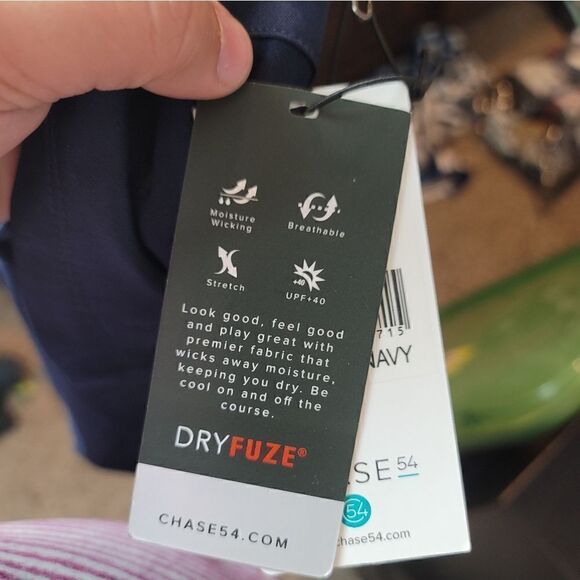 Moisture
Wicking
Breathable
Stretch
+40
UPF+40
Look good, feel good
and play great with
premier fabric that
wicks away moisture,
keeping you dry. Be
cool on and off the
course.
DRYFUZE®
CHASE54.COM
715
NAVY
ASE 54
54
chase54.com